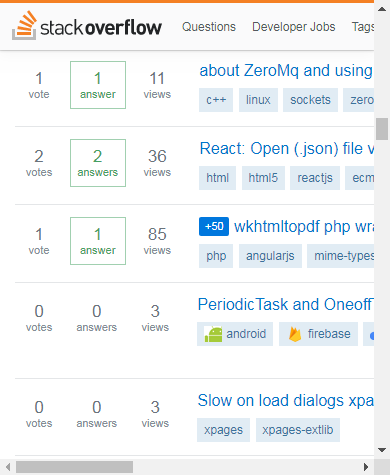 stackoverflow Questions Developer Jobs Tags
1 1 11 about ZeroMq and using
vote answer views c++ linux sockets zero
2 2 36 React: Open (.json) file v
votes answers views html html5 reactjs ecm
1 1 85 +50 wkhtmltopdf php wra
vote answer views php angularjs mime-types
0 0 3 PeriodicTask and Oneoff
votes answers views android firebase
0 0 3 Slow on load dialogs xpa
votes answers views xpages xpages-extlib